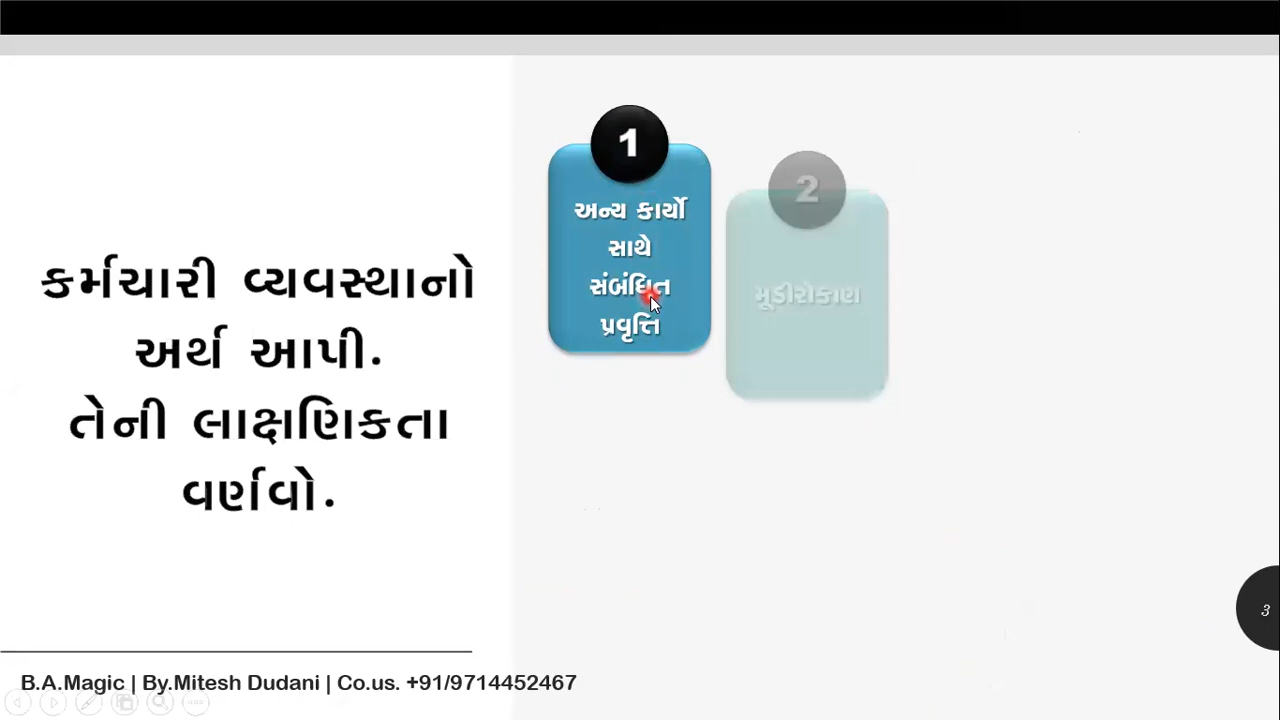 કર્મચારી વ્યવસ્થાનો
અર્થ આપી.
તેની લાક્ષણિકતા
વર્ણવો.
1
અન્ય કાર્યો
સાથે
સંબંધિત
પ્રવૃત્તિ
2
મૂડીરોકાણ
3
B.A.Magic | By.Mitesh Dudani | Co.us. +91/9714452467